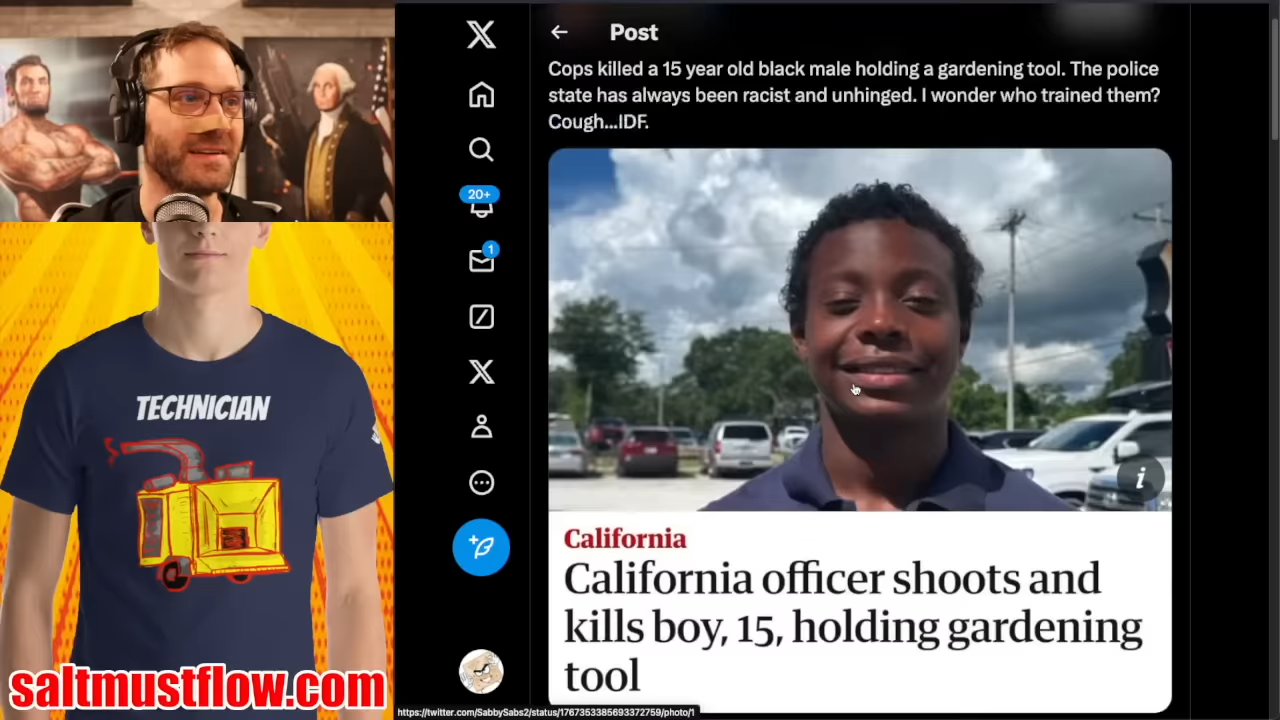 Post
Cops killed a 15 year old black male holding a gardening tool. The police
state has always been racist and unhinged. I wonder who trained them?
Cough...IDF.
20+
1
TECHNICIAN
California
California officer shoots and
kills boy, 15, holding gardening
tool
saltmustflow.com
https://twitter.com/SabbySabs2/status/1767353385693372759/photo/1